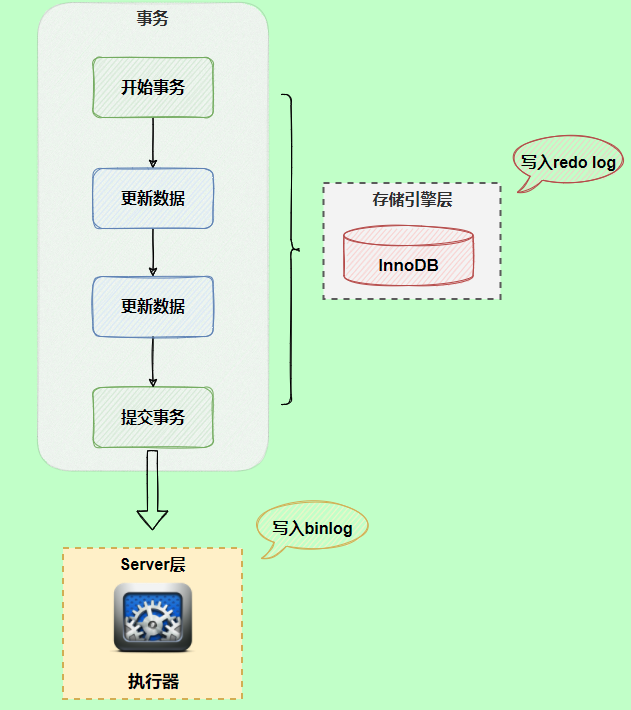 事务
开始事务
更新数据
更新数据
提交事务
写入redo log
存储引擎层
InnoDB
写入binlog
Server层
执行器